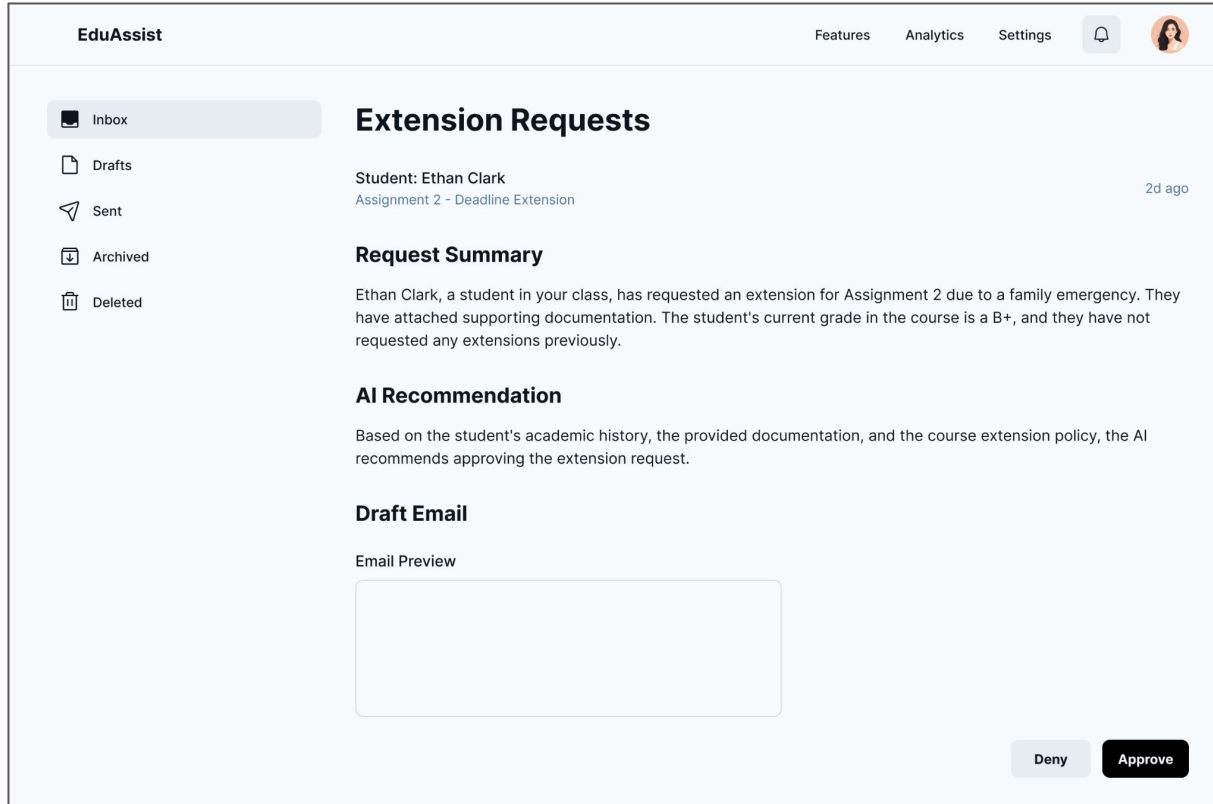 EduAssist
Features
Analytics
Settings
Inbox
Drafts
Sent
Archived
Deleted
Extension Requests
Student: Ethan Clark
Assignment 2 - Deadline Extension
2d ago
Request Summary
Ethan Clark, a student in your class, has requested an extension for Assignment 2 due to a family emergency. They
have attached supporting documentation. The student's current grade in the course is a B+, and they have not
requested any extensions previously.
AI Recommendation
Based on the student's academic history, the provided documentation, and the course extension policy, the AI
recommends approving the extension request.
Draft Email
Email Preview
Deny
Approve